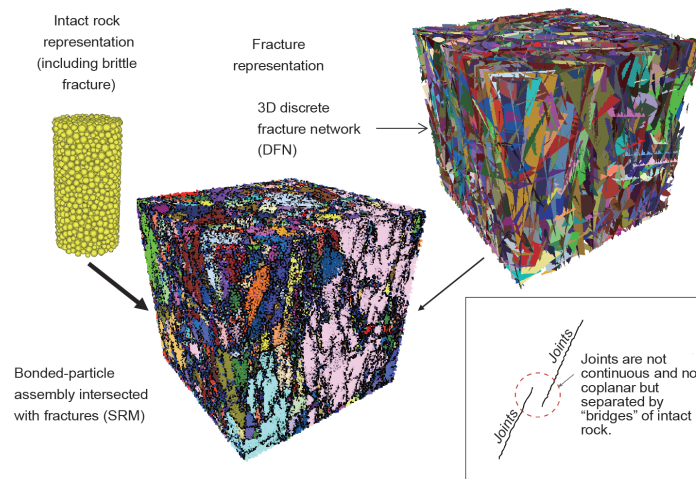 Intact rock
representation
(including brittle
fracture)
Fracture
representation
3D discrete
fracture network
(DFN)
Bonded-particle
assembly intersected
with fractures (SRM)
Joints
Joints
Joints are not
continuous and no
coplanar but
separated by
“bridges” of intact
rock.